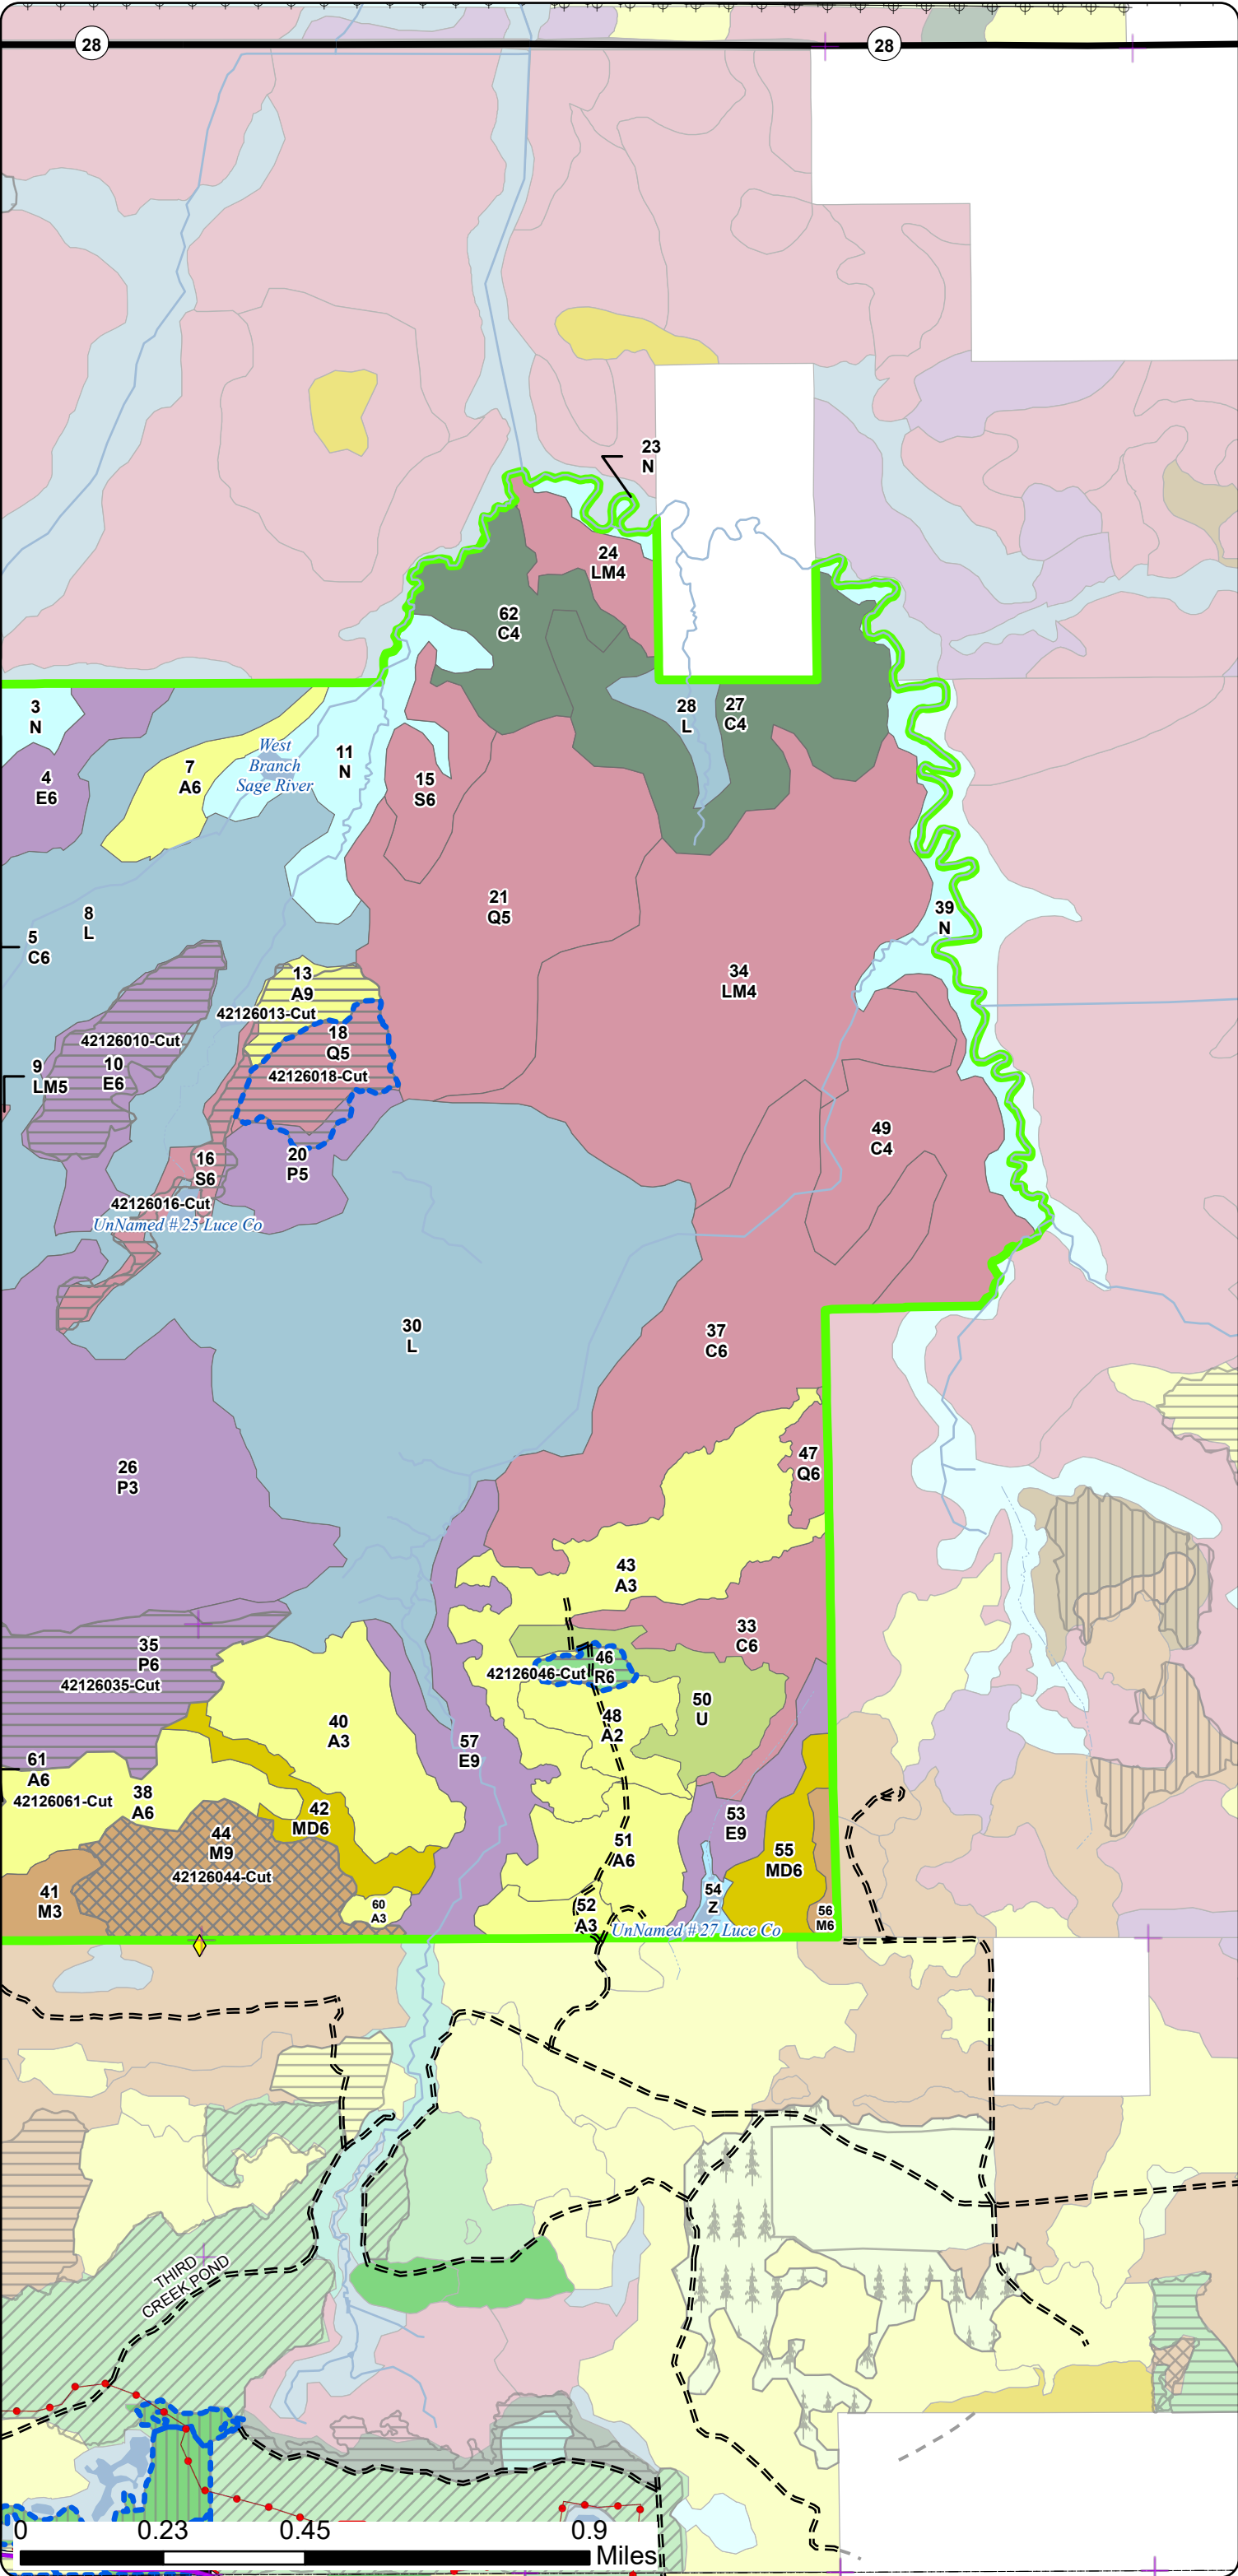 28
28
23
N
24
LM4
62
C4
3
N
28
L
27
C4
4
E6
7
A6
West
Branch
Sage River
11
N
15
S6
21
Q5
8
L
5
C6
39
N
34
LM4
13
A9
42126013-Cut
18
Q5
42126010-Cut
10
E6
9
LM5
42126018-Cut
49
C4
16
S6
20
P5
42126016-Cut
UnNamed # 25 Luce Co
30
L
37
C6
26
P3
47
Q6
43
A3
35
P6
42126035-Cut
33
C6
46
R6
42126046-Cut
50
U
48
A2
40
A3
57
E9
61
A6
42126061-Cut
38
A6
42
MD6
44
M9
42126044-Cut
53
E9
51
A6
55
MD6
41
M3
60
A3
52
A3
54
Z
56
M6
UnNamed # 27 Luce Co
THIRD
CREEK POND
0 0.23 0.45 0.9
Miles